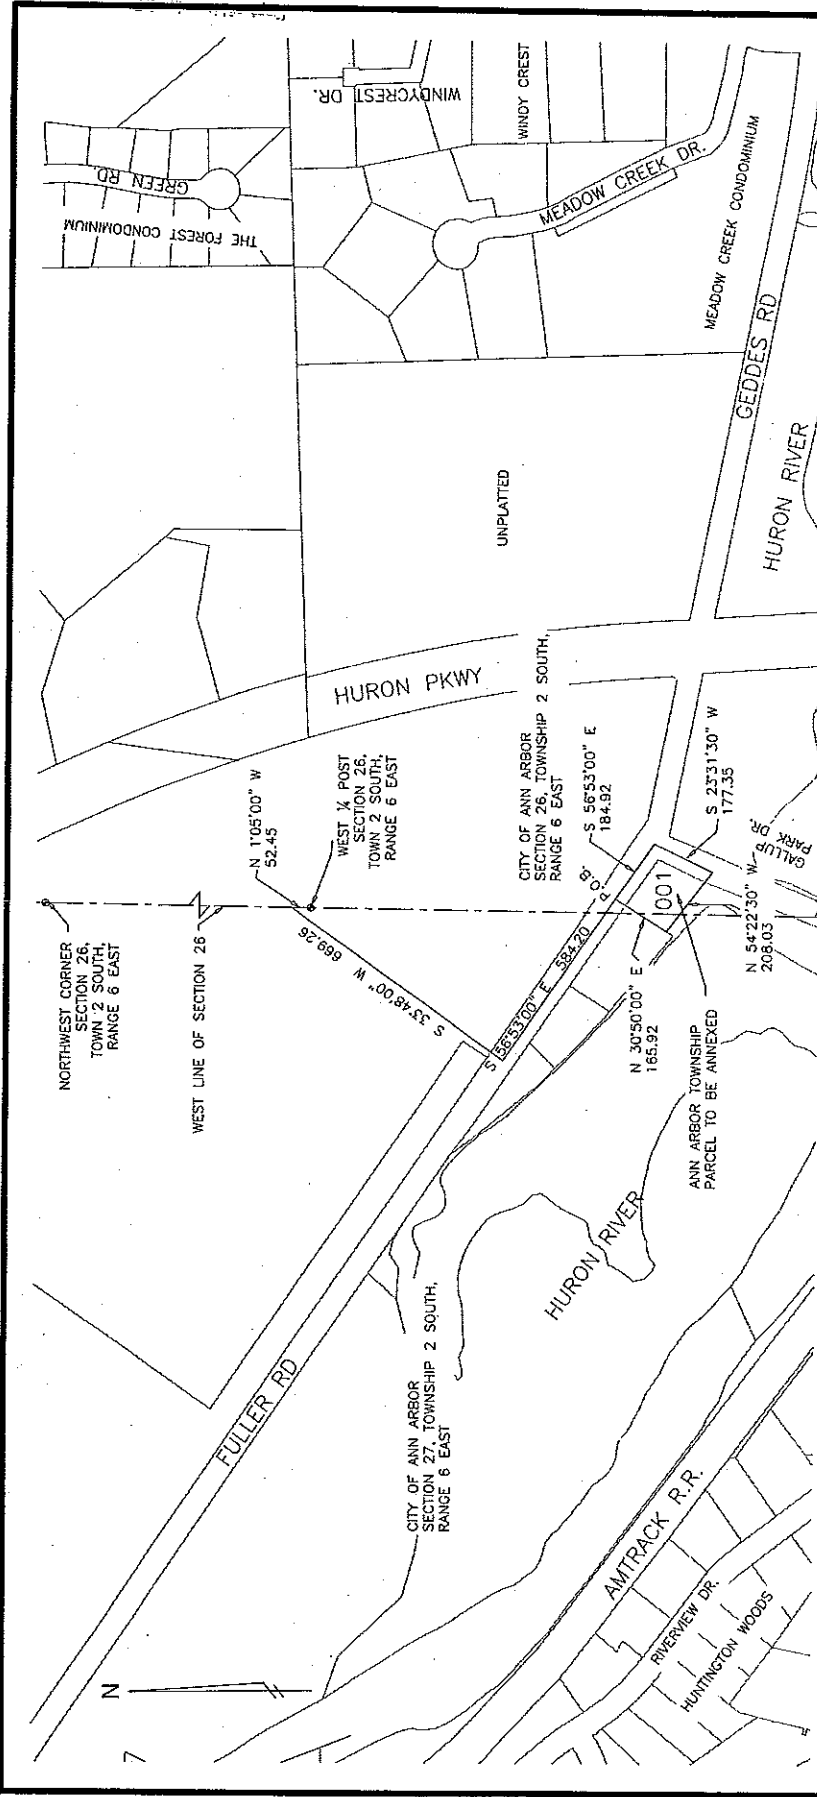 GREEN RD.
THE FOREST CONDOMINIUM
WINDYCREST DR.
WINDY CREST
MEADOW CREEK DR.
MEADOW CREEK CONDOMINIUM
GEDDES RD
HURON RIVER
UNPLATTED
HURON PKWY
NORTHWEST CORNER
SECTION 26,
TOWN 2 SOUTH,
RANGE 6 EAST
WEST LINE OF SECTION 26
N 1°05'00" W
52.45
WEST ¼ POST
SECTION 26,
TOWN 2 SOUTH,
RANGE 6 EAST
S 33°48'00" W 669.26
CITY OF ANN ARBOR
SECTION 26, TOWNSHIP 2 SOUTH,
RANGE 6 EAST
S 56°53'00" E 584.20
P.O.B.
S 56°53'00" E
184.92
S 23°31'30" W
177.35
GALLUP
PARK DR.
001
N 54°22'30" W
208.03
N 30°50'00" E
165.92
ANN ARBOR TOWNSHIP
PARCEL TO BE ANNEXED
HURON RIVER
FULLER RD
CITY OF ANN ARBOR
SECTION 27, TOWNSHIP 2 SOUTH,
RANGE 6 EAST
AMTRACK R.R.
RIVERVIEW DR.
HUNTINGTON WOODS
N